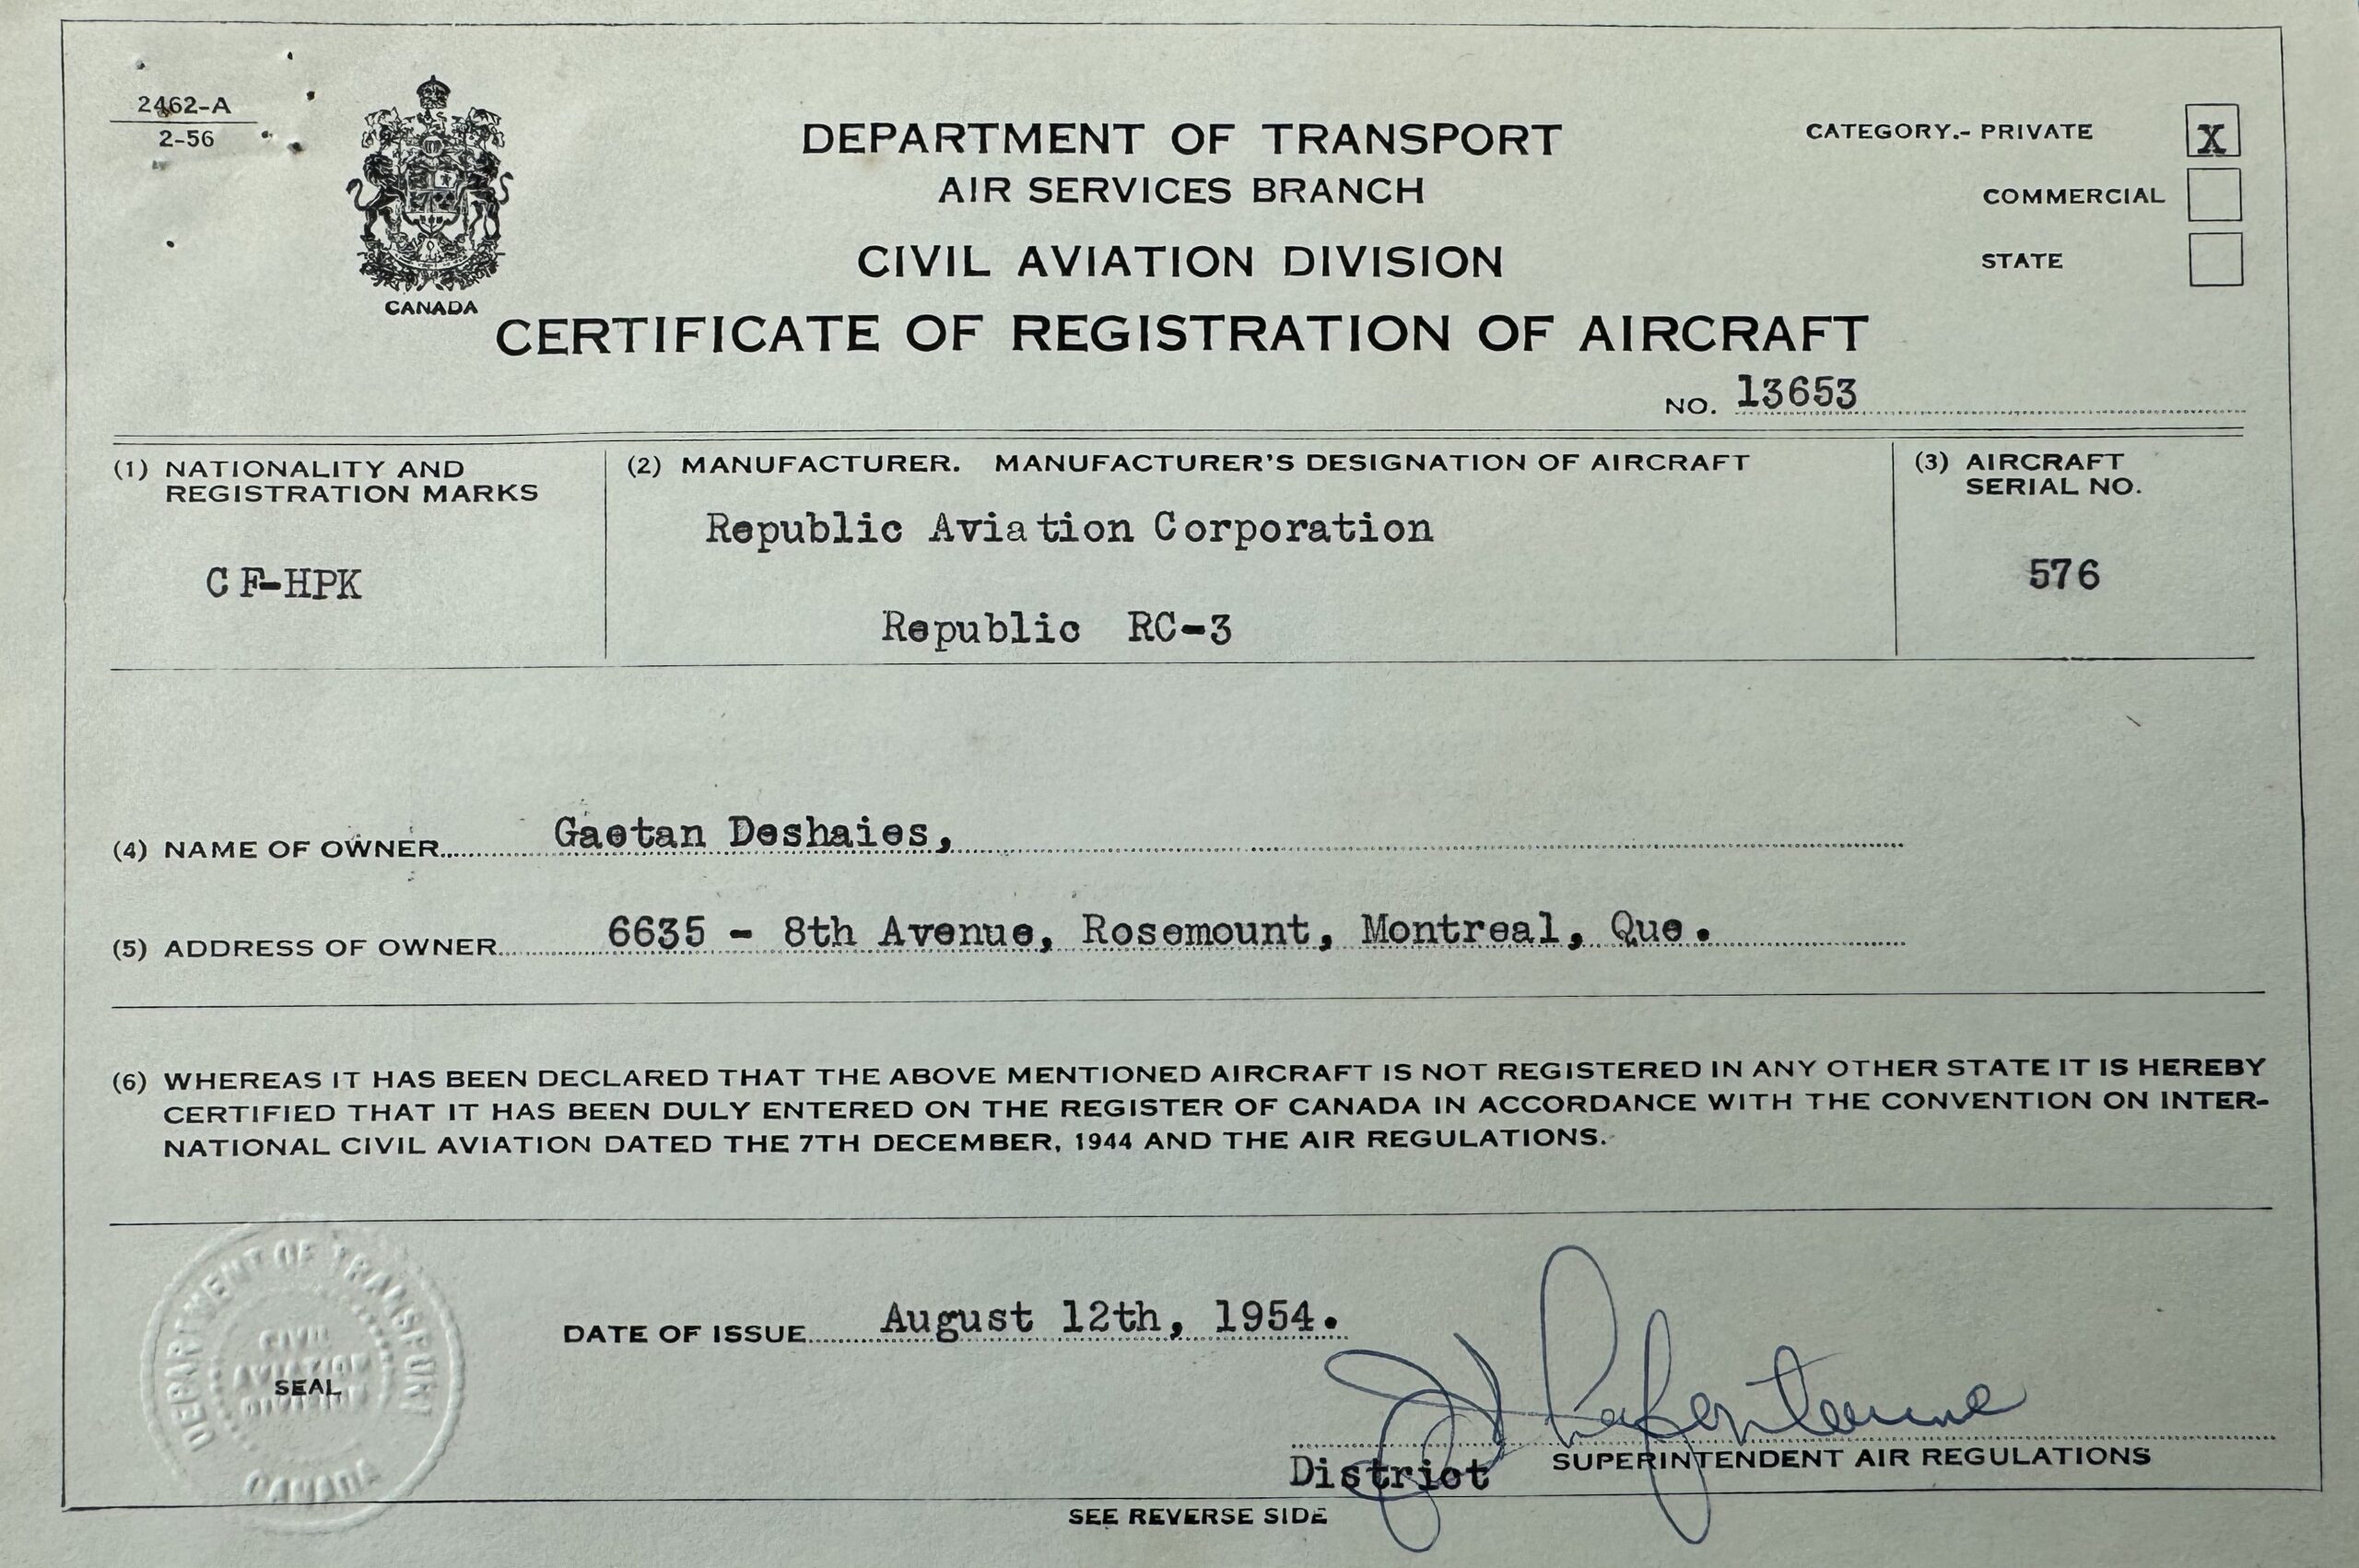 2462-A
2-56
CANADA
DEPARTMENT OF TRANSPORT
AIR SERVICES BRANCH
CIVIL AVIATION DIVISION
CERTIFICATE OF REGISTRATION OF AIRCRAFT
CATEGORY.- PRIVATE X
COMMERCIAL
STATE
NO. 13653
(1) NATIONALITY AND
REGISTRATION MARKS
CF-HPK
(2) MANUFACTURER. MANUFACTURER'S DESIGNATION OF AIRCRAFT
Republic Aviation Corporation
Republic RC-3
(3) AIRCRAFT
SERIAL NO.
576
(4) NAME OF OWNER Gaetan Deshaies,
(5) ADDRESS OF OWNER 6635 - 8th Avenue, Rosemount, Montreal, Que.
(6) WHEREAS IT HAS BEEN DECLARED THAT THE ABOVE MENTIONED AIRCRAFT IS NOT REGISTERED IN ANY OTHER STATE IT IS HEREBY
CERTIFIED THAT IT HAS BEEN DULY ENTERED ON THE REGISTER OF CANADA IN ACCORDANCE WITH THE CONVENTION ON INTER-
NATIONAL CIVIL AVIATION DATED THE 7TH DECEMBER, 1944 AND THE AIR REGULATIONS.
DEPARTMENT OF TRANSPORT
CIVIL
AVIATION
DIVISION
CANADA
SEAL
DATE OF ISSUE August 12th, 1954.
District SUPERINTENDENT AIR REGULATIONS
SEE REVERSE SIDE